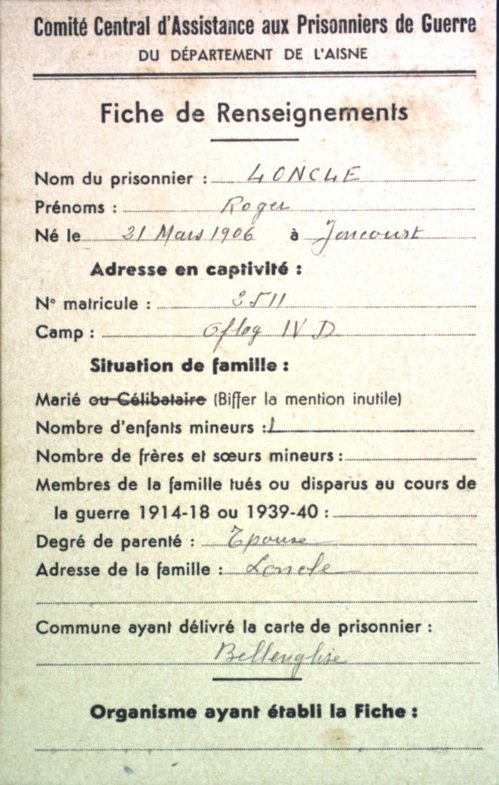 Comité Central d'Assistance aux Prisonniers de Guerre
DU DÉPARTEMENT DE L'AISNE
Fiche de Renseignements
Nom du prisonnier : LONCLE
Prénoms : Roger
Né le 21 Mars 1906 à Joncourt
Adresse en captivité :
N° matricule : 3511
Camp : Oflag IV D
Situation de famille :
Marié ou Célibataire (Biffer la mention inutile)
Nombre d'enfants mineurs : 1
Nombre de frères et sœurs mineurs :
Membres de la famille tués ou disparus au cours de
la guerre 1914-18 ou 1939-40 :
Degré de parenté : Epouse
Adresse de la famille : Loncle
Commune ayant délivré la carte de prisonnier :
Bellenglise
Organisme ayant établi la Fiche :